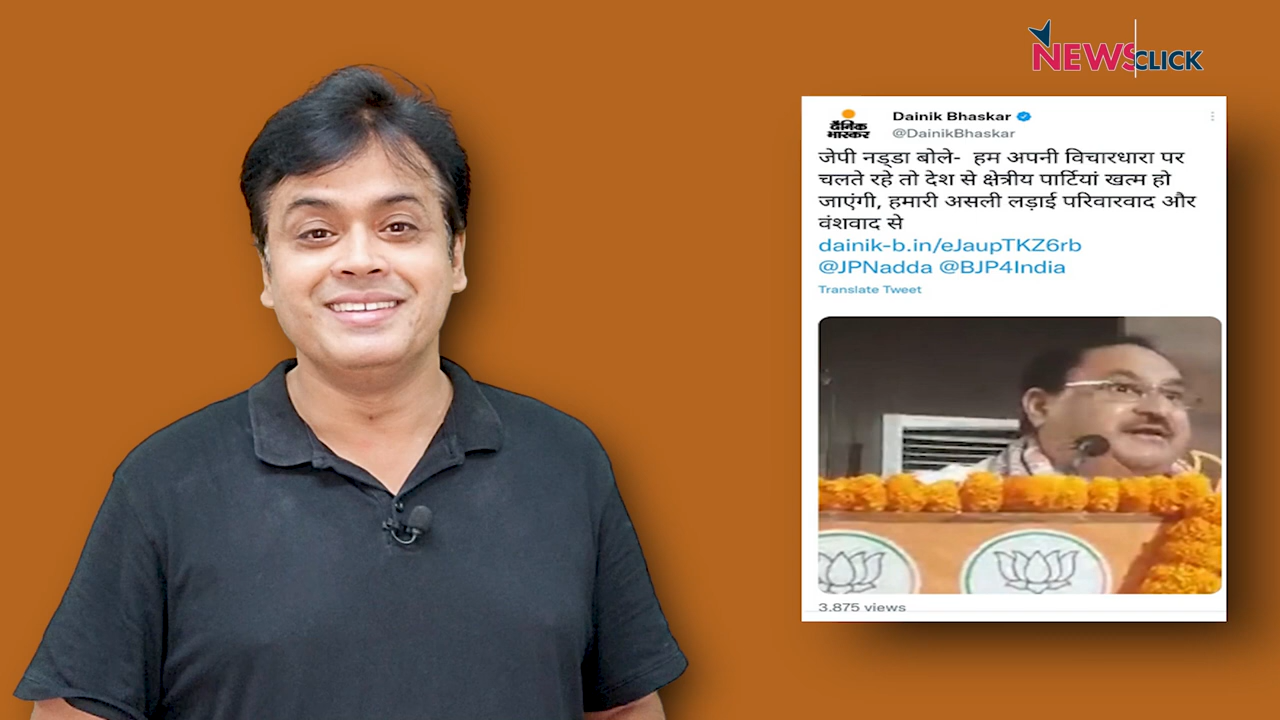 NEWSCLICK
दैनिक
भास्कर
Dainik Bhaskar
@DainikBhaskar
जेपी नड्‌डा बोले- हम अपनी विचारधारा पर
चलते रहे तो देश से क्षेत्रीय पार्टियां खत्म हो
जाएंगी, हमारी असली लड़ाई परिवारवाद और
वंशवाद से
dainik-b.in/eJaupTKZ6rb
@JPNadda @BJP4India
Translate Tweet
3.875 views